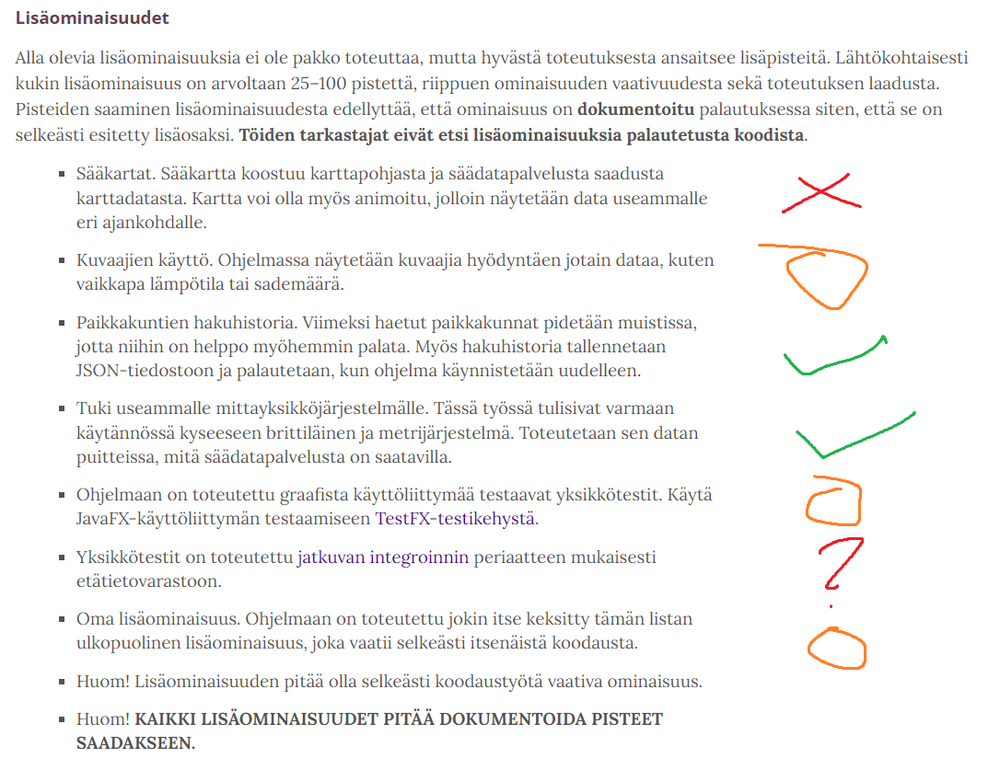 Lisäominaisuudet
Alla olevia lisäominaisuuksia ei ole pakko toteuttaa, mutta hyvästä toteutuksesta ansaitsee lisäpisteitä. Lähtökohtaisesti
kukin lisäominaisuus on arvoltaan 25–100 pistettä, riippuen ominaisuuden vaativuudesta sekä toteutuksen laadusta.
Pisteiden saaminen lisäominaisuudesta edellyttää, että ominaisuus on dokumentoitu palautuksessa siten, että se on
selkeästi esitetty lisäosaksi. Töiden tarkastajat eivät etsi lisäominaisuuksia palautetusta koodista.
▪ Sääkartat. Sääkartta koostuu karttapohjasta ja säädatapalvelusta saadusta
karttadatasta. Kartta voi olla myös animoitu, jolloin näytetään data useammalle
eri ajankohdalle.
▪ Kuvaajien käyttö. Ohjelmassa näytetään kuvaajia hyödyntäen jotain dataa, kuten
vaikkapa lämpötila tai sademäärä.
▪ Paikkakuntien hakuhistoria. Viimeksi haetut paikkakunnat pidetään muistissa,
jotta niihin on helppo myöhemmin palata. Myös hakuhistoria tallennetaan
JSON-tiedostoon ja palautetaan, kun ohjelma käynnistetään uudelleen.
▪ Tuki useammalle mittayksikköjärjestelmälle. Tässä työssä tulisivat varmaan
käytännössä kyseeseen brittiläinen ja metrijärjestelmä. Toteutetaan sen datan
puitteissa, mitä säädatapalvelusta on saatavilla.
▪ Ohjelmaan on toteutettu graafista käyttöliittymää testaavat yksikkötestit. Käytä
JavaFX-käyttöliittymän testaamiseen TestFX-testikehystä.
▪ Yksikkötestit on toteutettu jatkuvan integroinnin periaatteen mukaisesti ?
etätietovarastoon.
▪ Oma lisäominaisuus. Ohjelmaan on toteutettu jokin itse keksitty tämän listan
ulkopuolinen lisäominaisuus, joka vaatii selkeästi itsenäistä koodausta.
▪ Huom! Lisäominaisuuden pitää olla selkeästi koodaustyötä vaativa ominaisuus.
▪ Huom! KAIKKI LISÄOMINAISUUDET PITÄÄ DOKUMENTOIDA PISTEET
SAADAKSEEN.